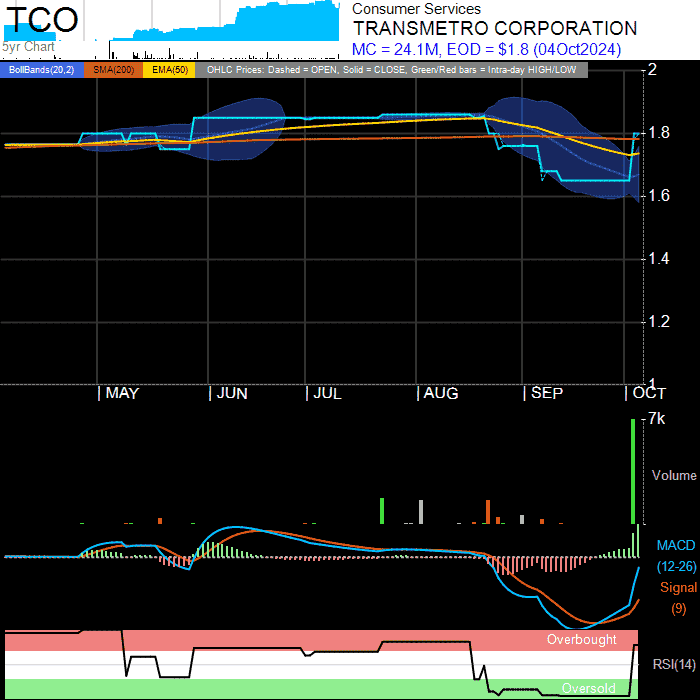 TCO
5yr Chart
Consumer Services
TRANSMETRO CORPORATION
MC = 24.1M, EOD = $1.8 (04Oct2024)
BollBands(20,2) SMA(200) EMA(50) OHLC Prices: Dashed = OPEN, Solid = CLOSE, Green/Red bars = Intra-day HIGH/LOW
2
1.8
1.6
1.4
1.2
1
| MAY | JUN | JUL | AUG | SEP | OCT
7k
Volume
MACD
(12-26)
Signal
(9)
Overbought
RSI(14)
Oversold